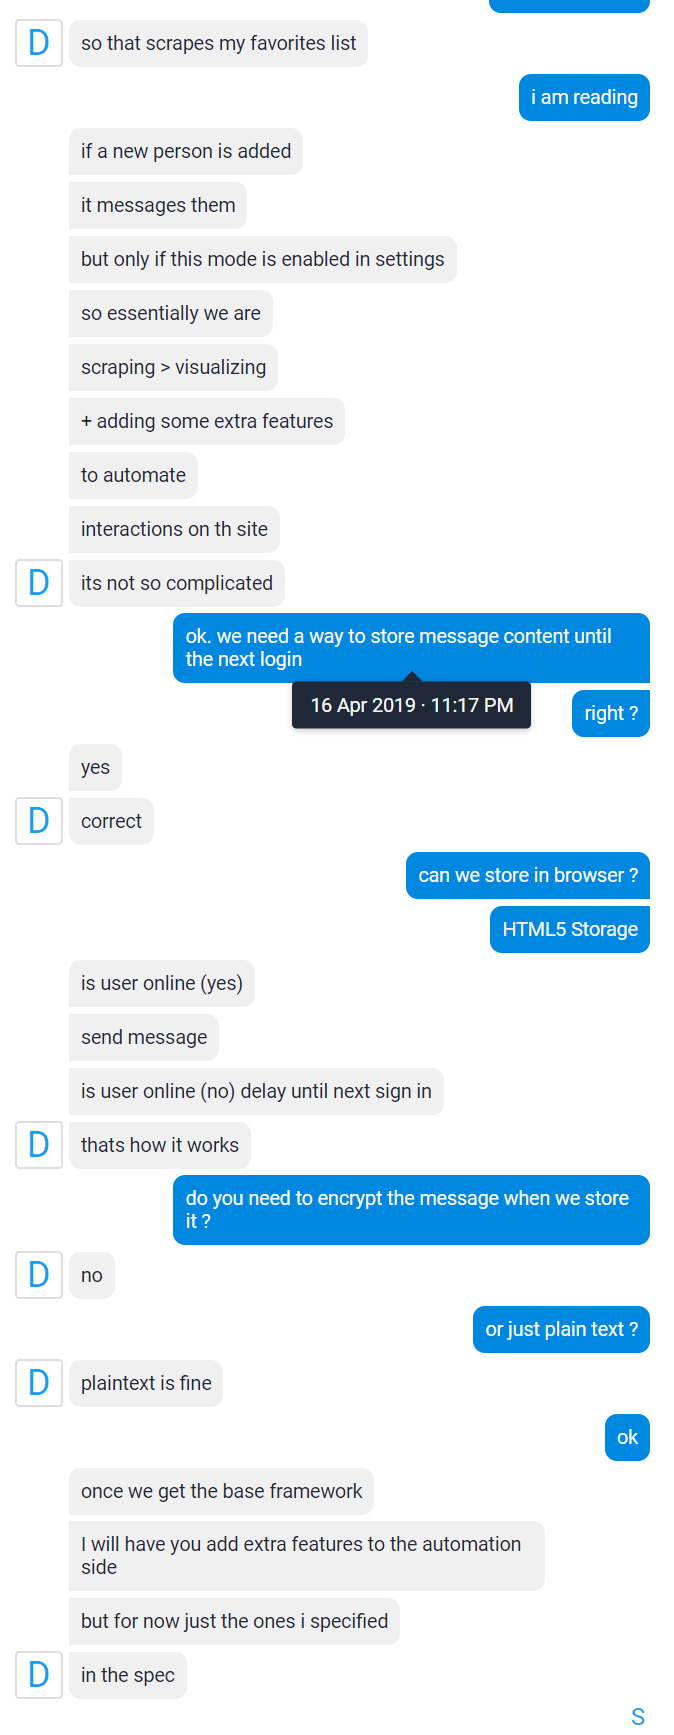 D
so that scrapes my favorites list
i am reading
if a new person is added
it messages them
but only if this mode is enabled in settings
so essentially we are
scraping > visualizing
+ adding some extra features
to automate
interactions on th site
D
its not so complicated
ok. we need a way to store message content until
the next login
16 Apr 2019 · 11:17 PM
right ?
yes
D
correct
can we store in browser ?
HTML5 Storage
is user online (yes)
send message
is user online (no) delay until next sign in
D
thats how it works
do you need to encrypt the message when we store
it ?
D
no
or just plain text ?
D
plaintext is fine
ok
once we get the base framework
I will have you add extra features to the automation
side
but for now just the ones i specified
D
in the spec
S